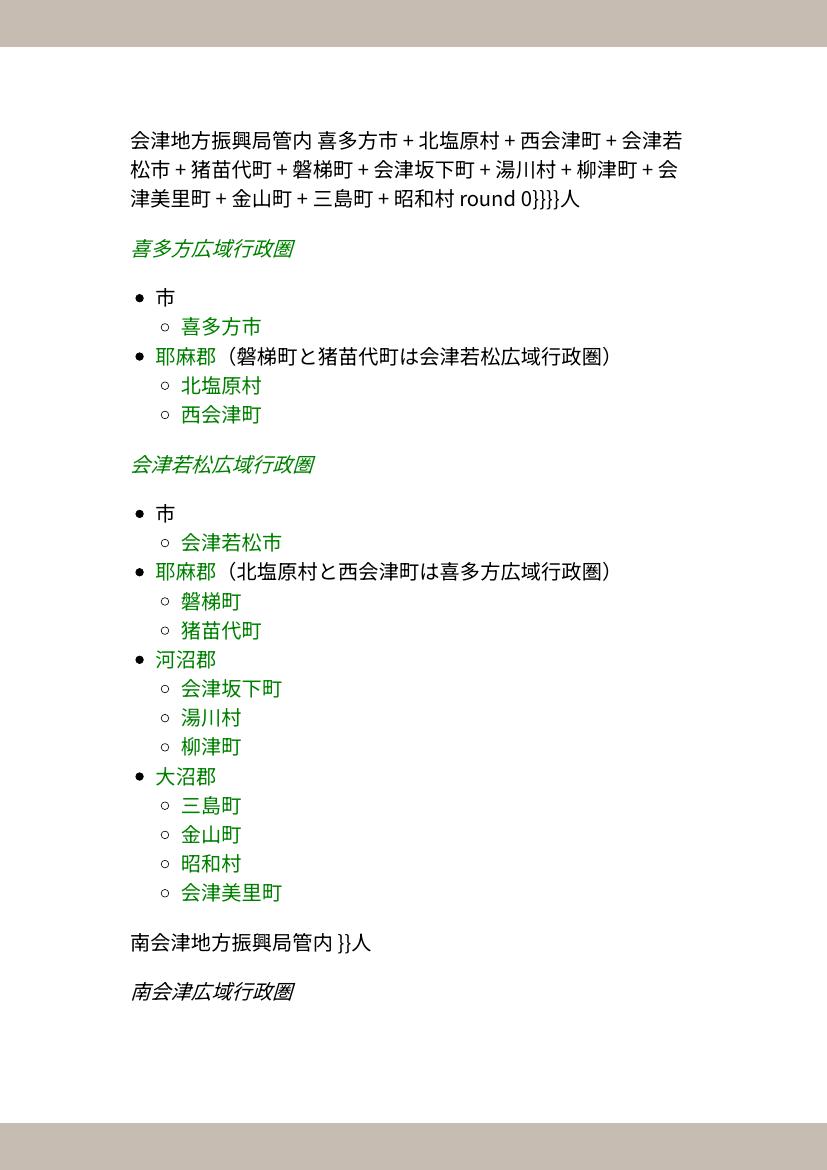 会津地方振興局管内 喜多方市 + 北塩原村 + 西会津町 + 会津若
松市 + 猪苗代町 + 磐梯町 + 会津坂下町 + 湯川村 + 柳津町 + 会
津美里町 + 金山町 + 三島町 + 昭和村 round 0}}}}人
喜多方広域行政圏
• 市
◦ 喜多方市
• 耶麻郡（磐梯町と猪苗代町は会津若松広域行政圏）
◦ 北塩原村
◦ 西会津町
会津若松広域行政圏
• 市
◦ 会津若松市
• 耶麻郡（北塩原村と西会津町は喜多方広域行政圏）
◦ 磐梯町
◦ 猪苗代町
• 河沼郡
◦ 会津坂下町
◦ 湯川村
◦ 柳津町
• 大沼郡
◦ 三島町
◦ 金山町
◦ 昭和村
◦ 会津美里町
南会津地方振興局管内 }}人
南会津広域行政圏